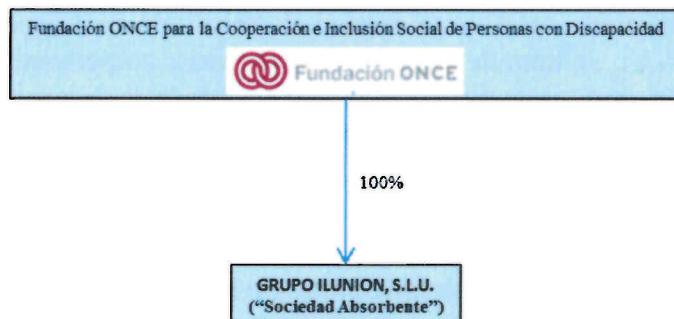 Fundación ONCE para la Cooperación e Inclusión Social de Personas con Discapacidad
Fundación ONCE
100%
GRUPO ILUNION, S.L.U.
(“Sociedad Absorbente”)